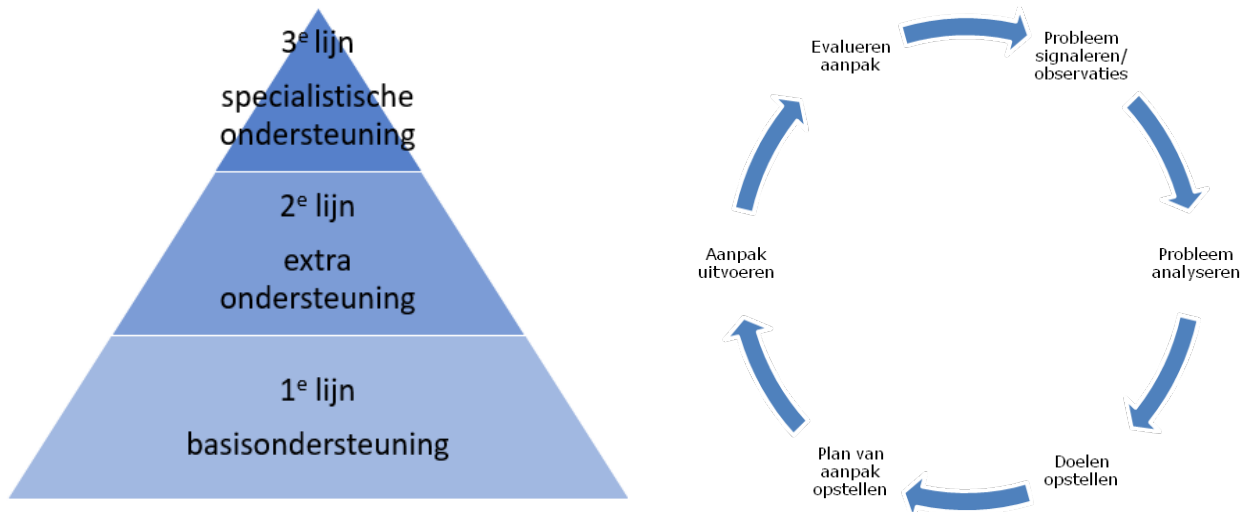 3e lijn
specialistische
ondersteuning
2e lijn
extra
ondersteuning
1e lijn
basisondersteuning
Probleem
signaleren/
observaties
Probleem
analyseren
Doelen
opstellen
Plan van
aanpak
opstellen
Aanpak
uitvoeren
Evalueren
aanpak